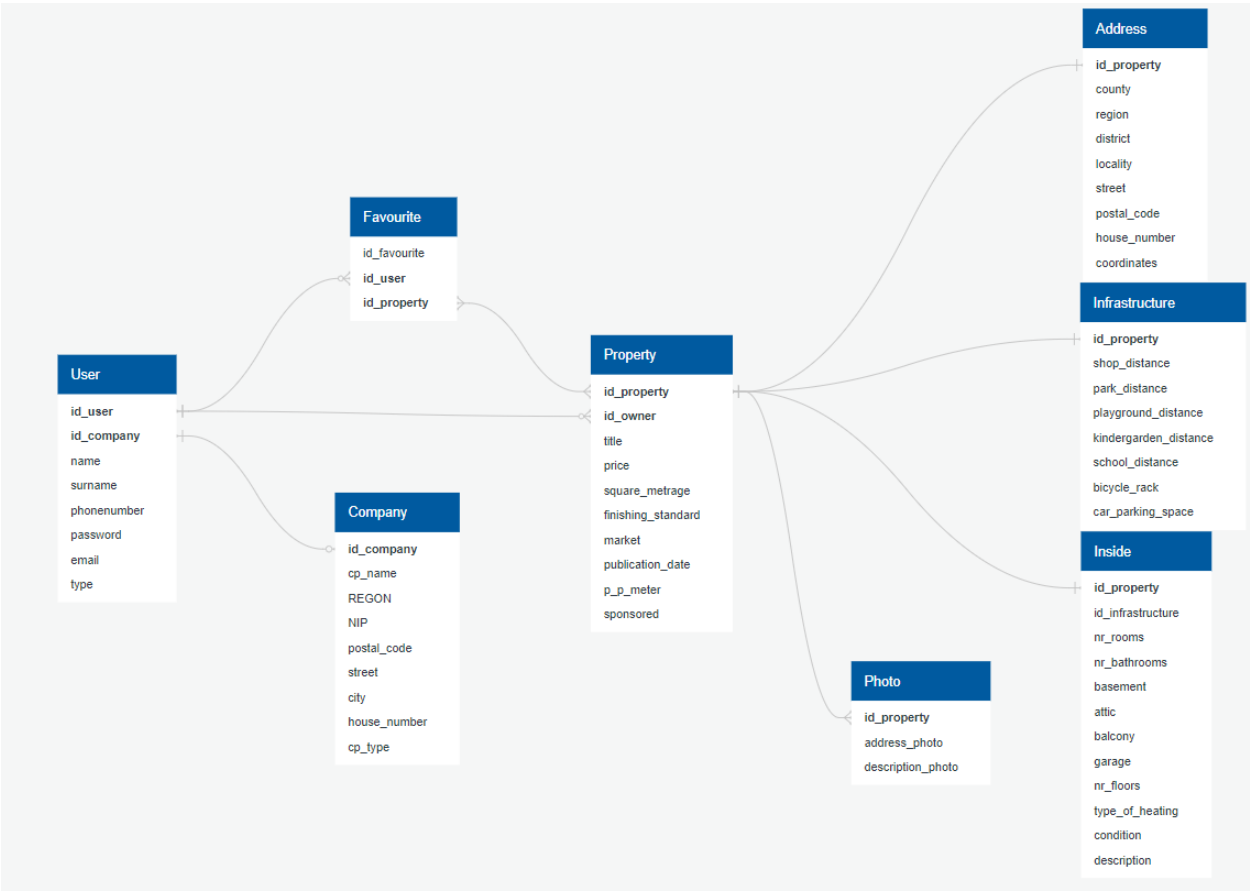 Address
id_property
county
region
district
locality
street
postal_code
house_number
coordinates
Favourite
id_favourite
id_user
id_property
Infrastructure
id_property
shop_distance
park_distance
playground_distance
kindergarden_distance
school_distance
bicycle_rack
car_parking_space
Property
id_property
id_owner
title
price
square_metrage
finishing_standard
market
publication_date
p_p_meter
sponsored
User
id_user
id_company
name
surname
phonenumber
password
email
type
Company
id_company
cp_name
REGON
NIP
postal_code
street
city
house_number
cp_type
Inside
id_property
id_infrastructure
nr_rooms
nr_bathrooms
basement
attic
balcony
garage
nr_floors
type_of_heating
condition
description
Photo
id_property
address_photo
description_photo